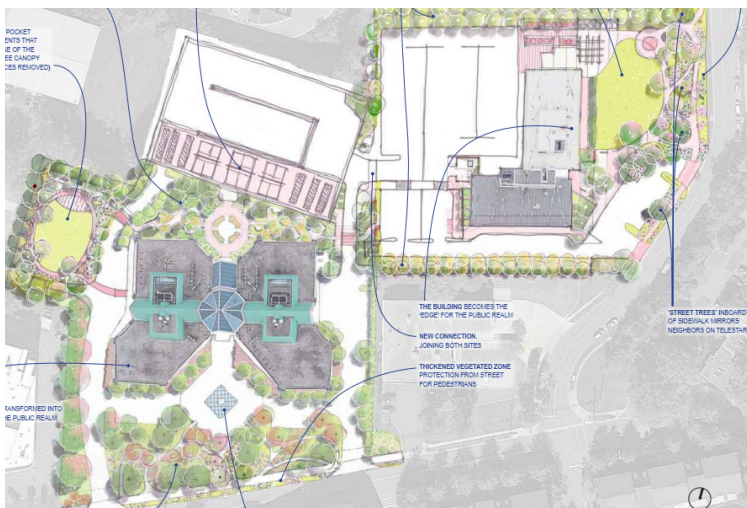 POCKET
ENTS THAT
SE OF THE
EE CANOPY
CES REMOVED)
THE BUILDING BECOMES THE
'EDGE' FOR THE PUBLIC REALM
'STREET TREES' INBOARD
OF SIDEWALK MIRRORS
NEIGHBORS ON TELESTAR
NEW CONNECTION,
JOINING BOTH SITES
THICKENED VEGETATED ZONE
PROTECTION FROM STREET
FOR PEDESTRIANS
RANSFORMED INTO
HE PUBLIC REALM